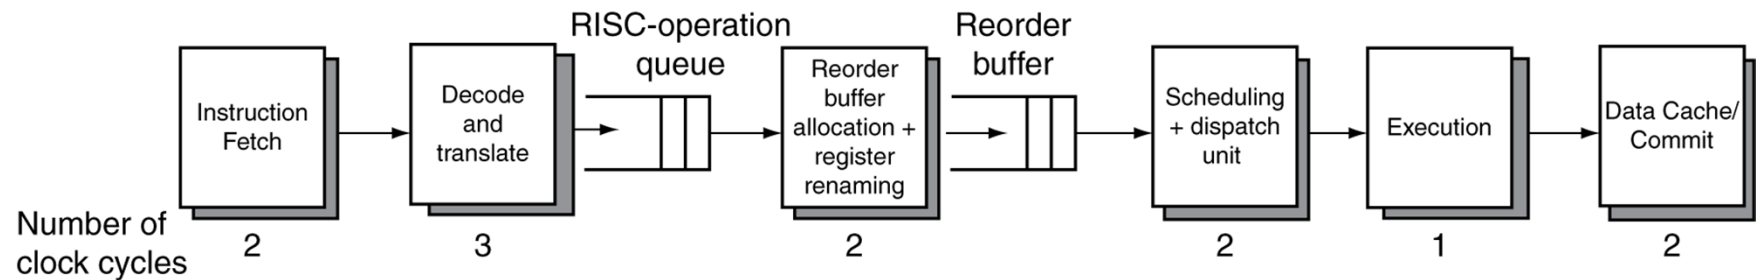 RISC-operation
queue
Reorder
buffer
Instruction
Fetch
Decode
and
translate
Reorder
buffer
allocation +
register
renaming
Scheduling
+ dispatch
unit
Execution
Data Cache/
Commit
Number of
clock cycles
2
3
2
2
1
2